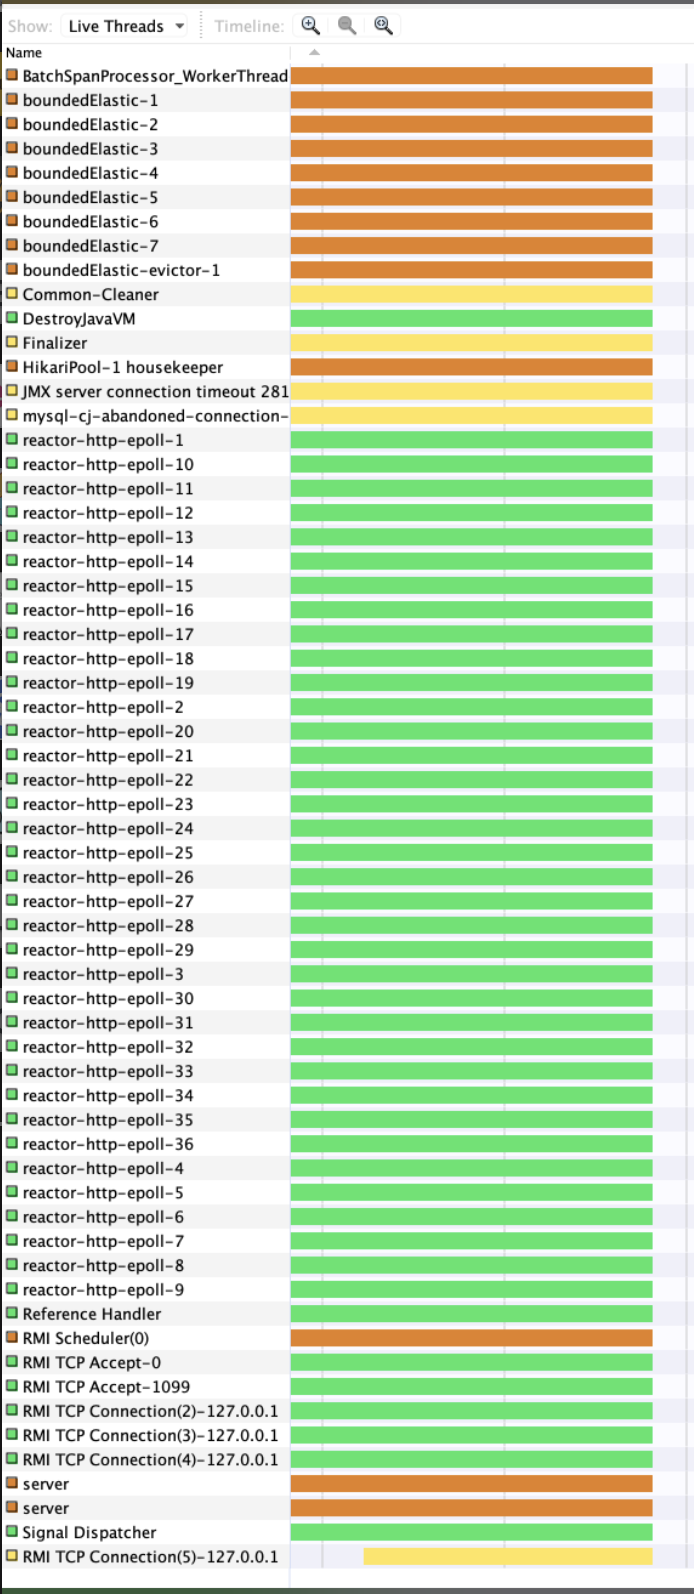 Show: Live Threads Timeline:
Name
BatchSpanProcessor_WorkerThread
boundedElastic-1
boundedElastic-2
boundedElastic-3
boundedElastic-4
boundedElastic-5
boundedElastic-6
boundedElastic-7
boundedElastic-evictor-1
Common-Cleaner
DestroyJavaVM
Finalizer
HikariPool-1 housekeeper
JMX server connection timeout 281
mysql-cj-abandoned-connection-
reactor-http-epoll-1
reactor-http-epoll-10
reactor-http-epoll-11
reactor-http-epoll-12
reactor-http-epoll-13
reactor-http-epoll-14
reactor-http-epoll-15
reactor-http-epoll-16
reactor-http-epoll-17
reactor-http-epoll-18
reactor-http-epoll-19
reactor-http-epoll-2
reactor-http-epoll-20
reactor-http-epoll-21
reactor-http-epoll-22
reactor-http-epoll-23
reactor-http-epoll-24
reactor-http-epoll-25
reactor-http-epoll-26
reactor-http-epoll-27
reactor-http-epoll-28
reactor-http-epoll-29
reactor-http-epoll-3
reactor-http-epoll-30
reactor-http-epoll-31
reactor-http-epoll-32
reactor-http-epoll-33
reactor-http-epoll-34
reactor-http-epoll-35
reactor-http-epoll-36
reactor-http-epoll-4
reactor-http-epoll-5
reactor-http-epoll-6
reactor-http-epoll-7
reactor-http-epoll-8
reactor-http-epoll-9
Reference Handler
RMI Scheduler(0)
RMI TCP Accept-0
RMI TCP Accept-1099
RMI TCP Connection(2)-127.0.0.1
RMI TCP Connection(3)-127.0.0.1
RMI TCP Connection(4)-127.0.0.1
server
server
Signal Dispatcher
RMI TCP Connection(5)-127.0.0.1